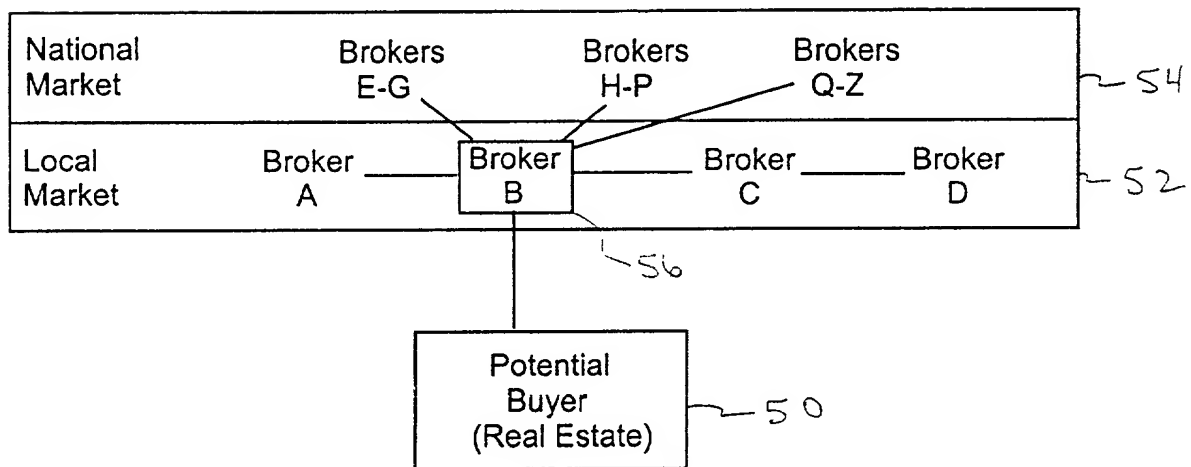 National Market
Brokers E-G
Brokers H-P
Brokers Q-Z
54
Local Market
Broker A
Broker B
Broker C
Broker D
52
56
Potential
Buyer
(Real Estate)
50